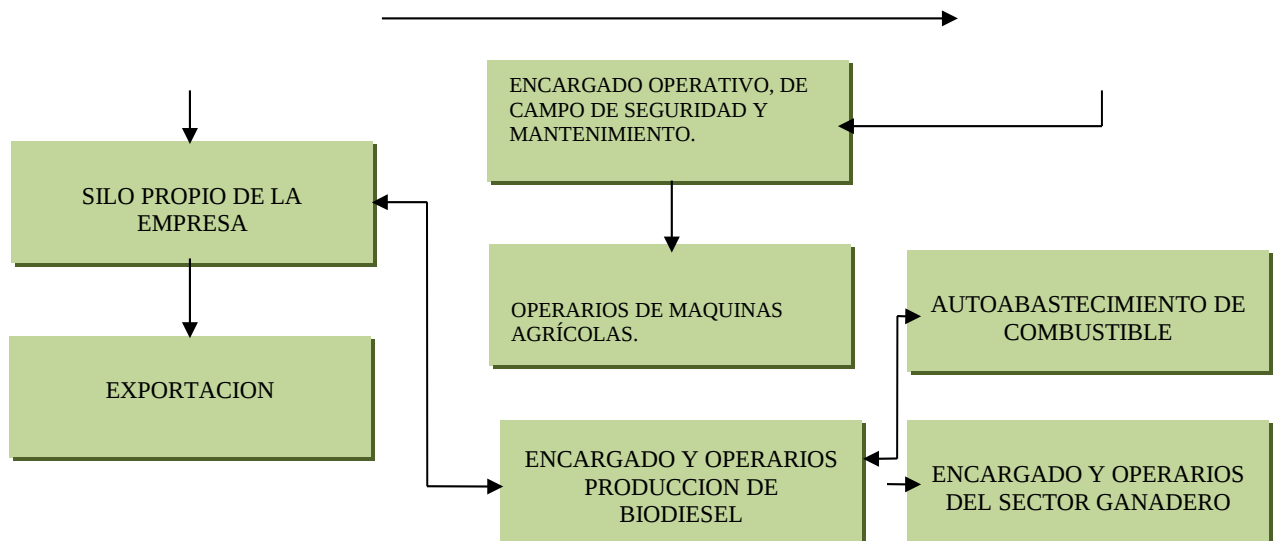 ENCARGADO OPERATIVO, DE
CAMPO DE SEGURIDAD Y
MANTENIMIENTO.
SILO PROPIO DE LA
EMPRESA
OPERARIOS DE MAQUINAS
AGRÍCOLAS.
AUTOABASTECIMIENTO DE
COMBUSTIBLE
EXPORTACION
ENCARGADO Y OPERARIOS
PRODUCCION DE
BIODIESEL
ENCARGADO Y OPERARIOS
DEL SECTOR GANADERO